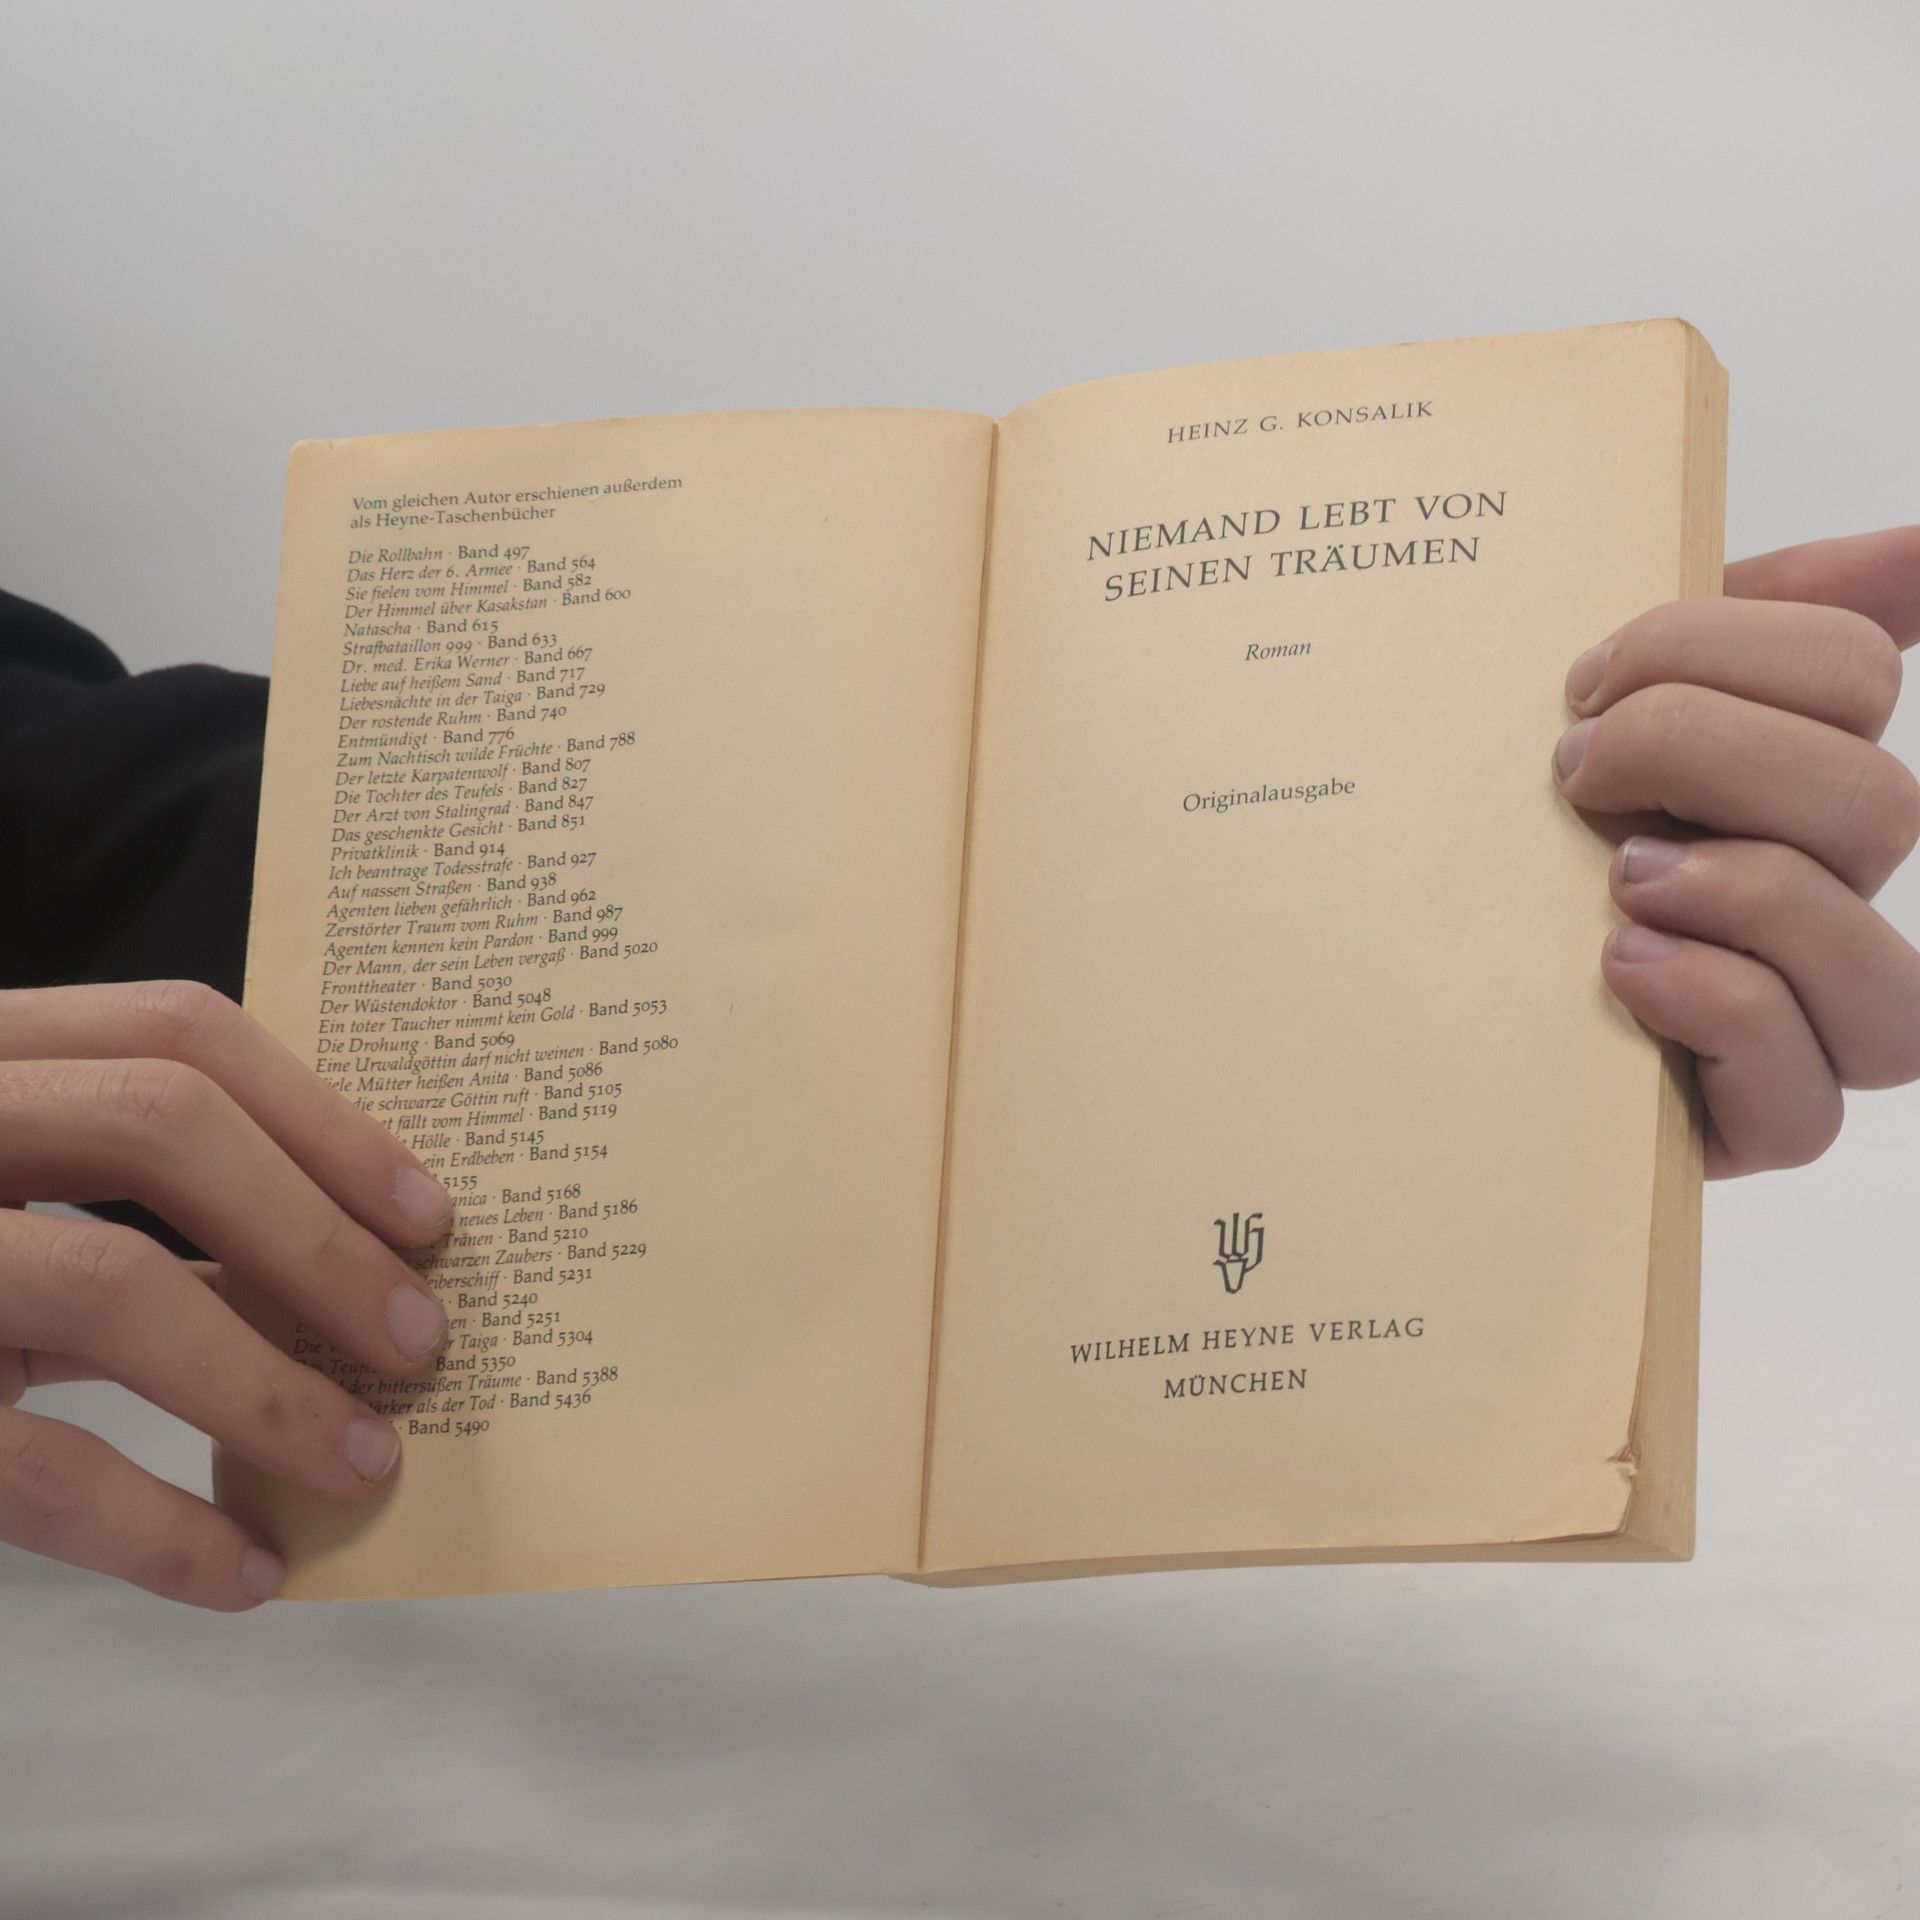 Vom gleichen Autor erschienen außerdem
als Heyne-Taschenbücher
Die Rollbahn · Band 497
Das Herz der 6. Armee · Band 564
Sie fielen vom Himmel · Band 582
Der Himmel über Kasakstan · Band 600
Natascha · Band 615
Strafbataillon 999 · Band 633
Dr. med. Erika Werner · Band 667
Liebe auf heißem Sand · Band 717
Liebesnächte in der Taiga · Band 729
Der rostende Ruhm · Band 740
Entmündigt · Band 776
Zum Nachtisch wilde Früchte · Band 788
Der letzte Karpatenwolf · Band 807
Die Tochter des Teufels · Band 827
Der Arzt von Stalingrad · Band 847
Das geschenkte Gesicht · Band 851
Privatklinik · Band 914
Ich beantrage Todesstrafe · Band 927
Auf nassen Straßen · Band 938
Agenten lieben gefährlich · Band 962
Zerstörter Traum vom Ruhm · Band 987
Agenten kennen kein Pardon · Band 999
Der Mann, der sein Leben vergaß · Band 5020
Fronttheater · Band 5030
Der Wüstendoktor · Band 5048
Ein toter Taucher nimmt kein Gold · Band 5053
Die Drohung · Band 5069
Eine Urwaldgöttin darf nicht weinen · Band 5080
Mütter heißen Anita · Band 5086
die schwarze Göttin ruft · Band 5105
fällt vom Himmel · Band 5119
Hölle · Band 5145
ein Erdbeben · Band 5154
5155
· Band 5168
neues Leben · Band 5186
Tränen · Band 5210
schwarzen Zaubers · Band 5229
· Band 5231
· Band 5240
· Band 5251
Die Taiga · Band 5304
Band 5350
der bittersüßen Träume · Band 5388
als der Tod · Band 5436
· Band 5490
HEINZ G. KONSALIK
NIEMAND LEBT VON
SEINEN TRÄUMEN
Roman
Originalausgabe
WILHELM HEYNE VERLAG
MÜNCHEN